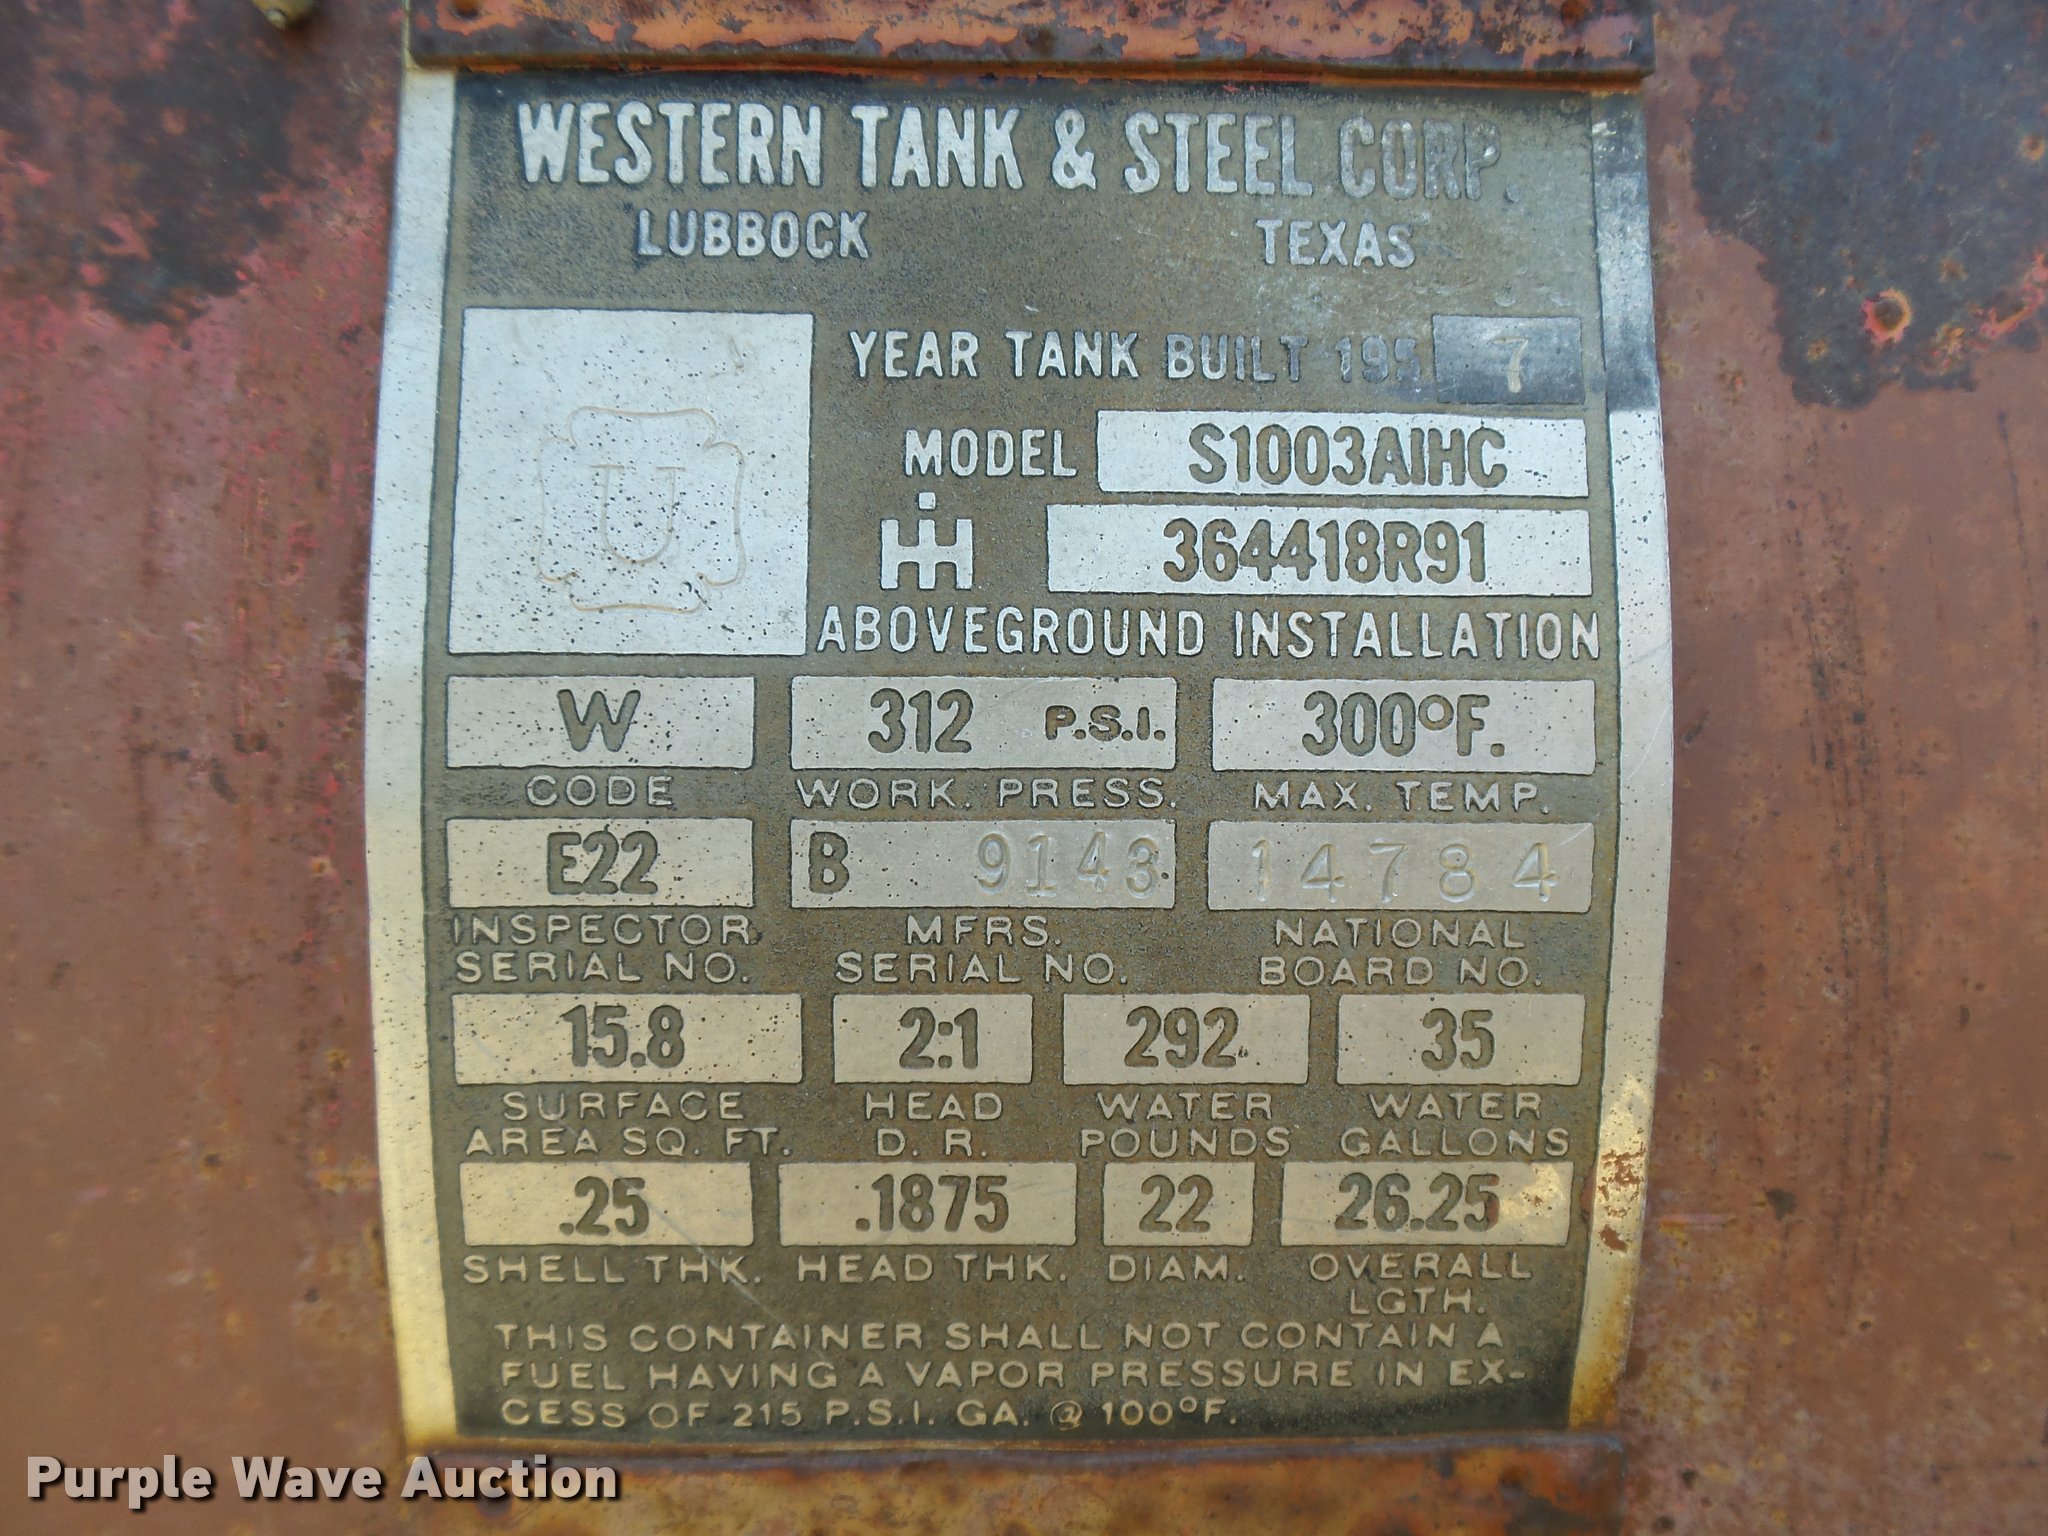 WESTERN TANK & STEEL CORP.
LUBBOCK TEXAS
YEAR TANK BUILT 195 7
U
MODEL S1003AIHC
IH 364418R91
ABOVEGROUND INSTALLATION
W 312 P.S.I. 300°F.
CODE WORK. PRESS. MAX. TEMP.
E22 B 9143 14784
INSPECTOR MFRS. NATIONAL
SERIAL NO. SERIAL NO. BOARD NO.
15.8 2:1 292 35
SURFACE HEAD WATER WATER
AREA SQ. FT. D. R. POUNDS GALLONS
.25 .1875 22 26.25
SHELL THK. HEAD THK. DIAM. OVERALL
LGTH.
THIS CONTAINER SHALL NOT CONTAIN A
FUEL HAVING A VAPOR PRESSURE IN EX-
CESS OF 215 P.S.I. GA. @ 100°F.
Purple Wave Auction